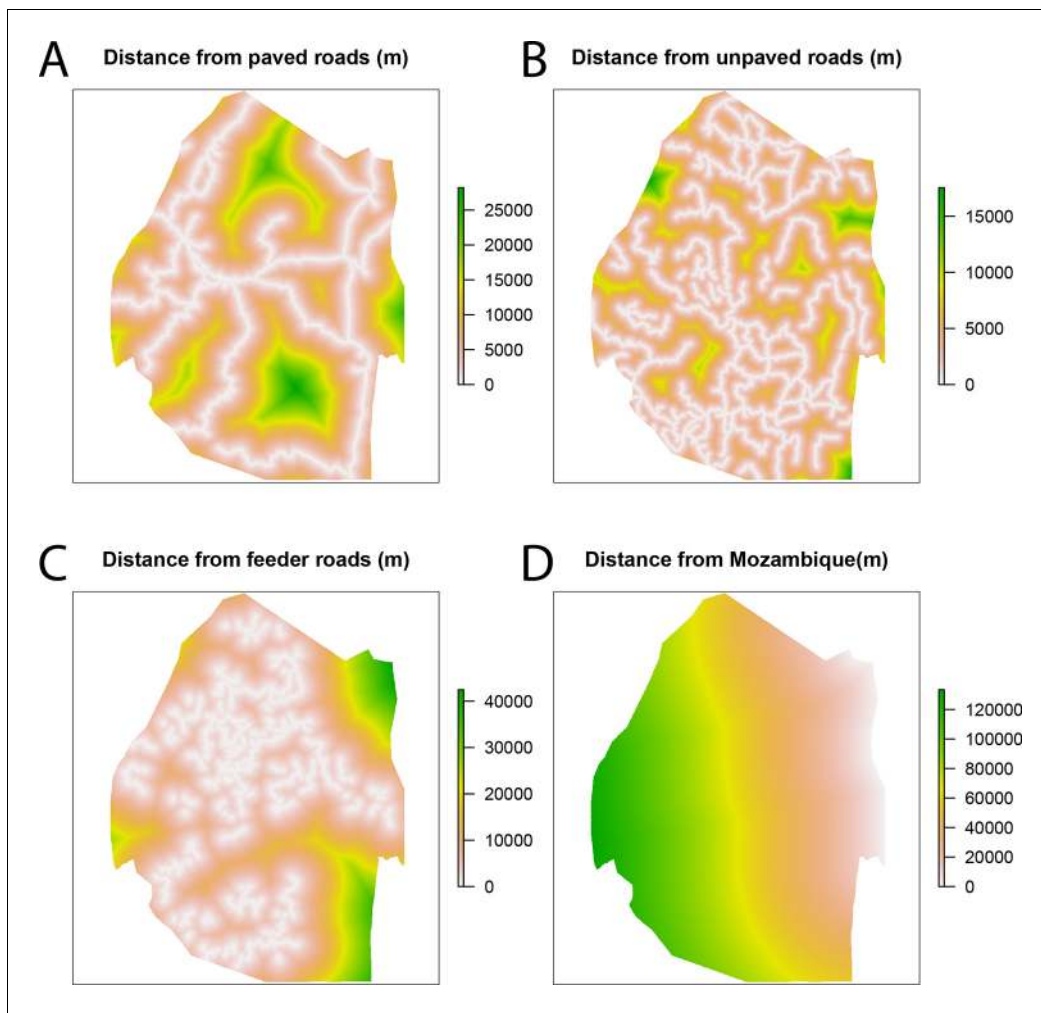 A
Distance from paved roads (m)
25000
20000
15000
10000
5000
0
B
Distance from unpaved roads (m)
15000
10000
5000
0
C
Distance from feeder roads (m)
40000
30000
20000
10000
0
D
Distance from Mozambique(m)
120000
100000
80000
60000
40000
20000
0